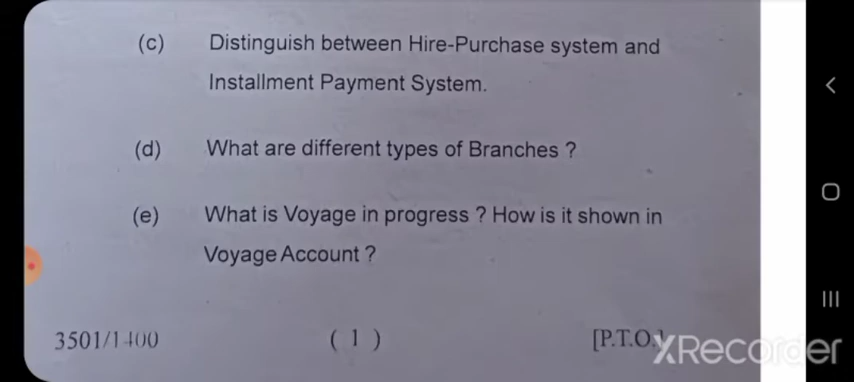 (c) Distinguish between Hire-Purchase system and
Installment Payment System.
(d) What are different types of Branches ?
(e) What is Voyage in progress ? How is it shown in
Voyage Account ?
3501/1400 ( 1 ) [P.T.O.]
XRecorder